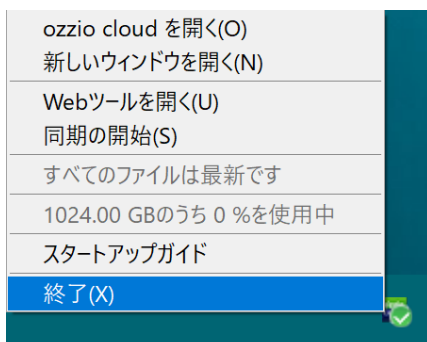 ozzio cloud を開く(O)
新しいウィンドウを開く(N)
Webツールを開く(U)
同期の開始(S)
すべてのファイルは最新です
1024.00 GBのうち 0 %を使用中
スタートアップガイド
終了(X)